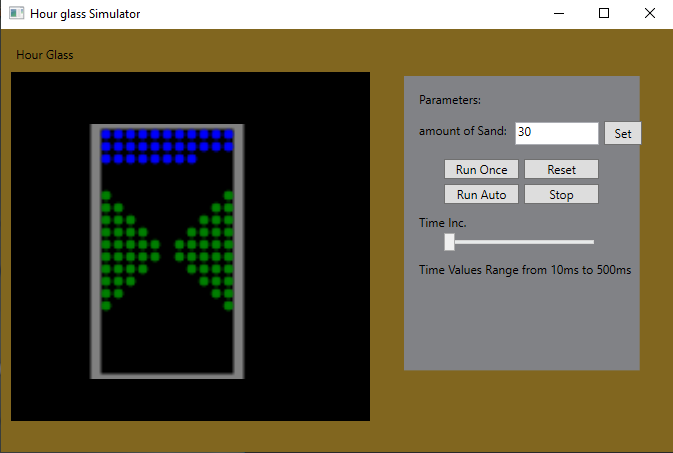 Hour glass Simulator
Hour Glass
Parameters:
amount of Sand: 30 Set
Run Once Reset
Run Auto Stop
Time Inc.
Time Values Range from 10ms to 500ms